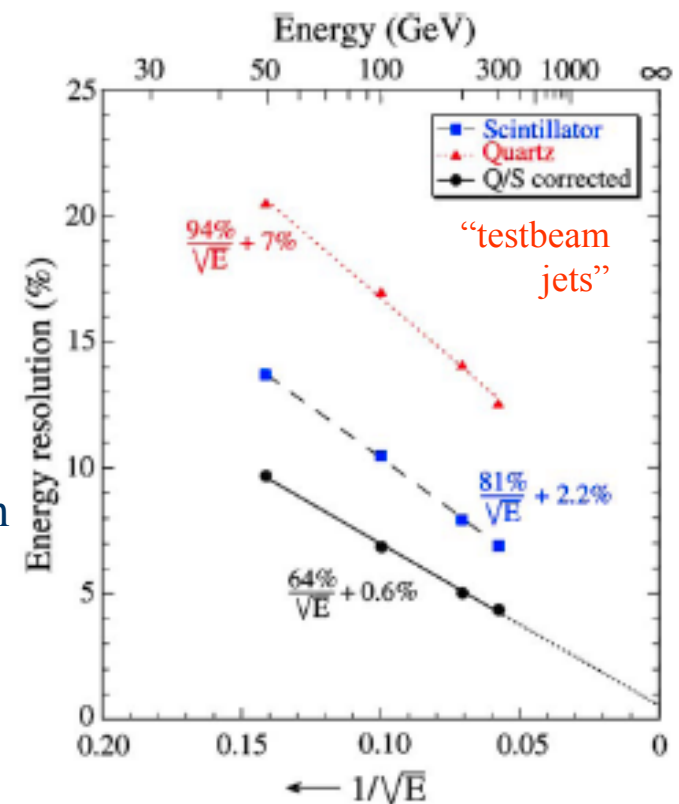 Energy (GeV)
30 50 100 300 1000 ∞
25
Scintillator
Quartz
Q/S corrected
20
94%
√E + 7%
“testbeam
jets”
15
Energy resolution (%)
10
n
81%
√E + 2.2%
5
64%
√E + 0.6%
0
0.20 0.15 0.10 0.05 0
← 1/√E